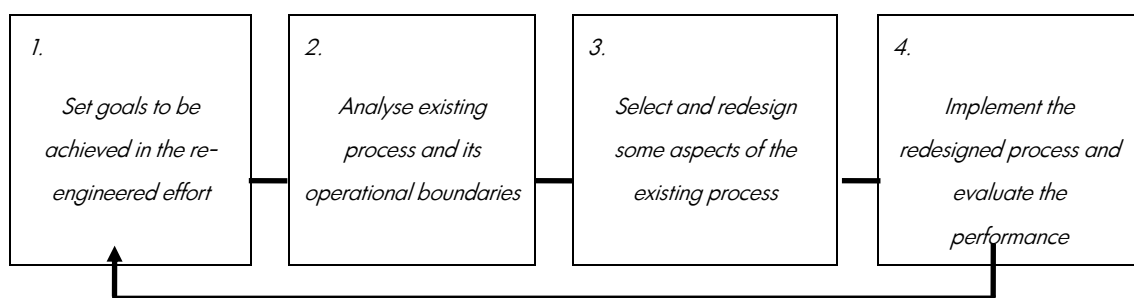 1.
Set goals to be
achieved in the re-
engineered effort
2.
Analyse existing
process and its
operational boundaries
3.
Select and redesign
some aspects of the
existing process
4.
Implement the
redesigned process and
evaluate the
performance